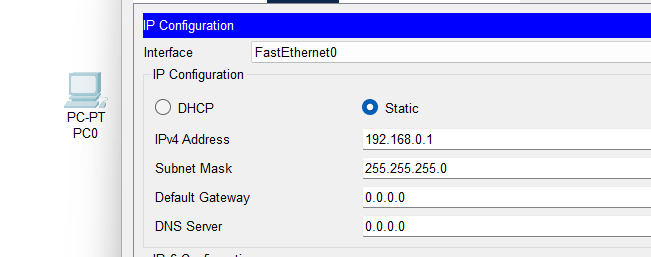 IP Configuration
Interface
FastEthernet0
IP Configuration
DHCP
Static
PC-PT
PC0
IPv4 Address
192.168.0.1
Subnet Mask
255.255.255.0
Default Gateway
0.0.0.0
DNS Server
0.0.0.0